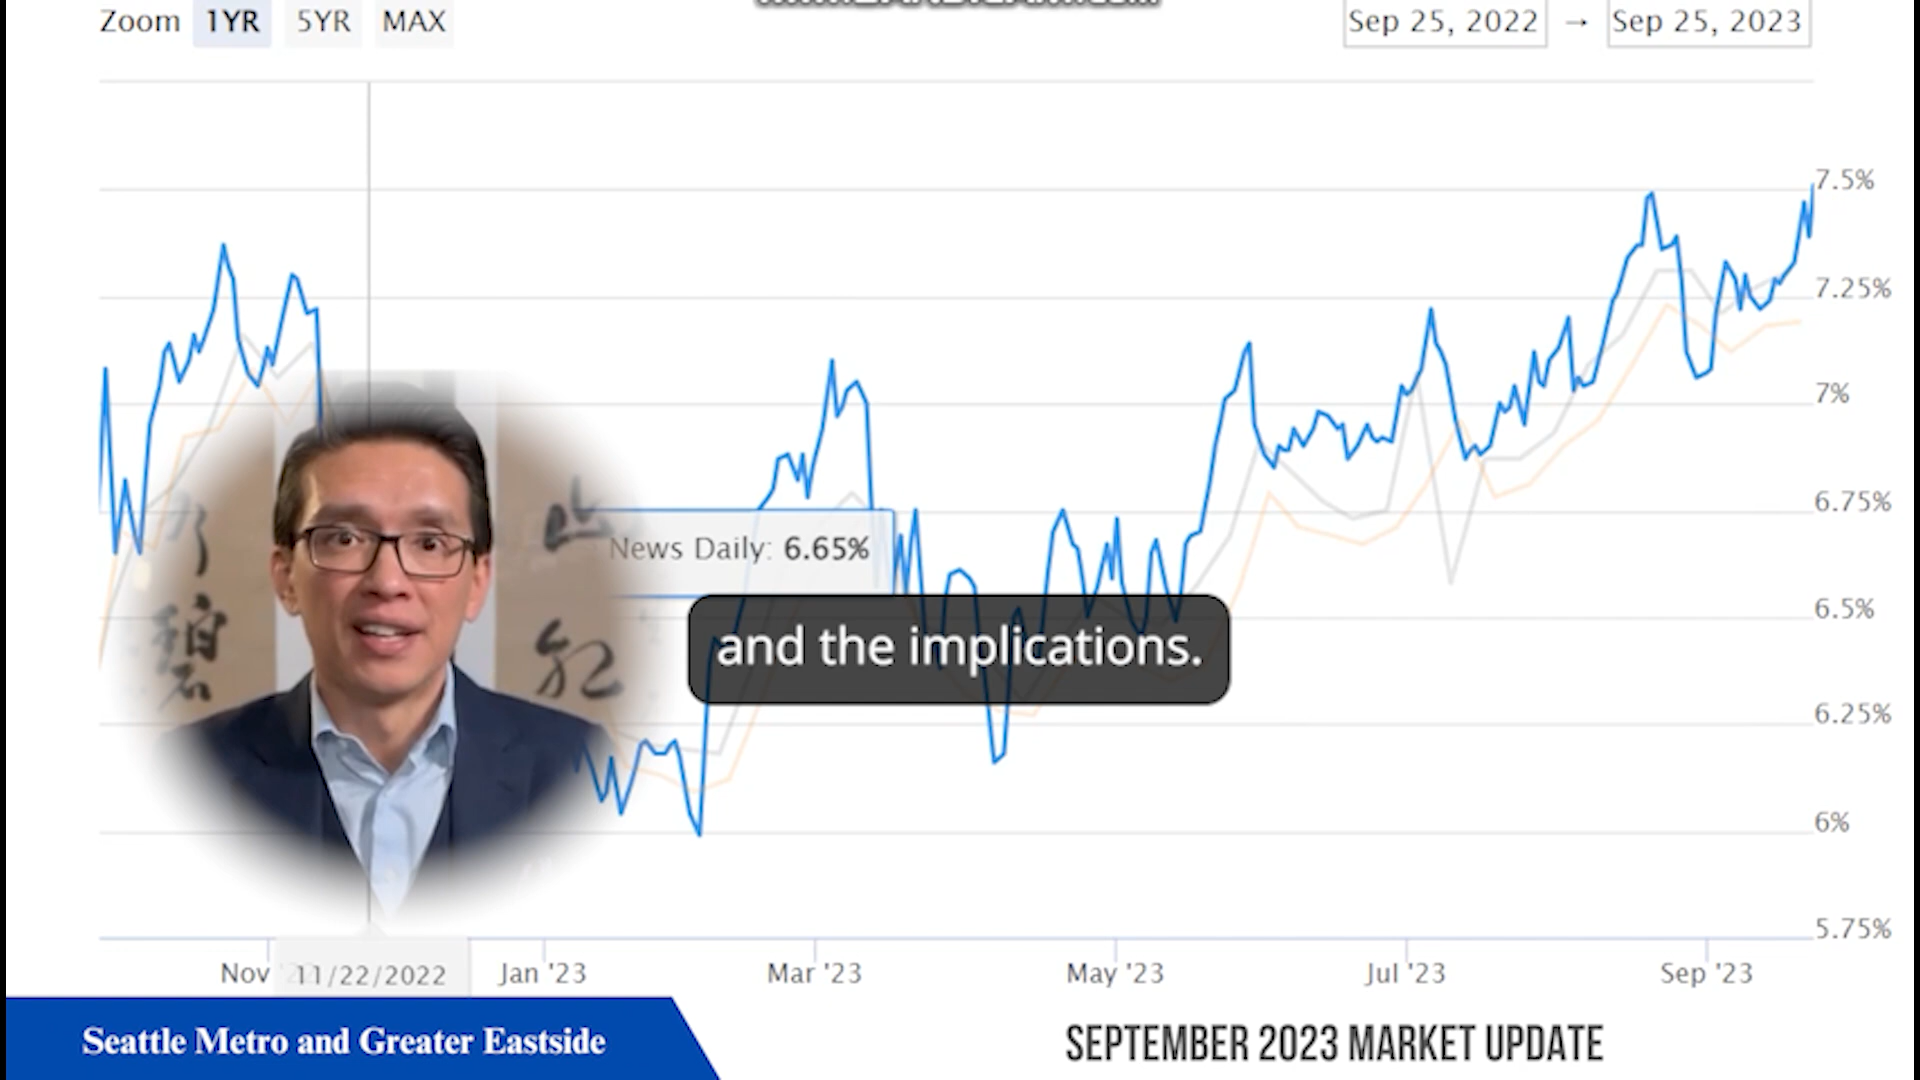 Zoom 1YR 5YR MAX
Sep 25, 2022 → Sep 25, 2023
7.5%
7.25%
7%
6.75%
News Daily: 6.65%
6.5%
and the implications.
6.25%
6%
5.75%
Nov 11/22/2022 Jan '23 Mar '23 May '23 Jul '23 Sep '23
山
碧
Seattle Metro and Greater Eastside
SEPTEMBER 2023 MARKET UPDATE